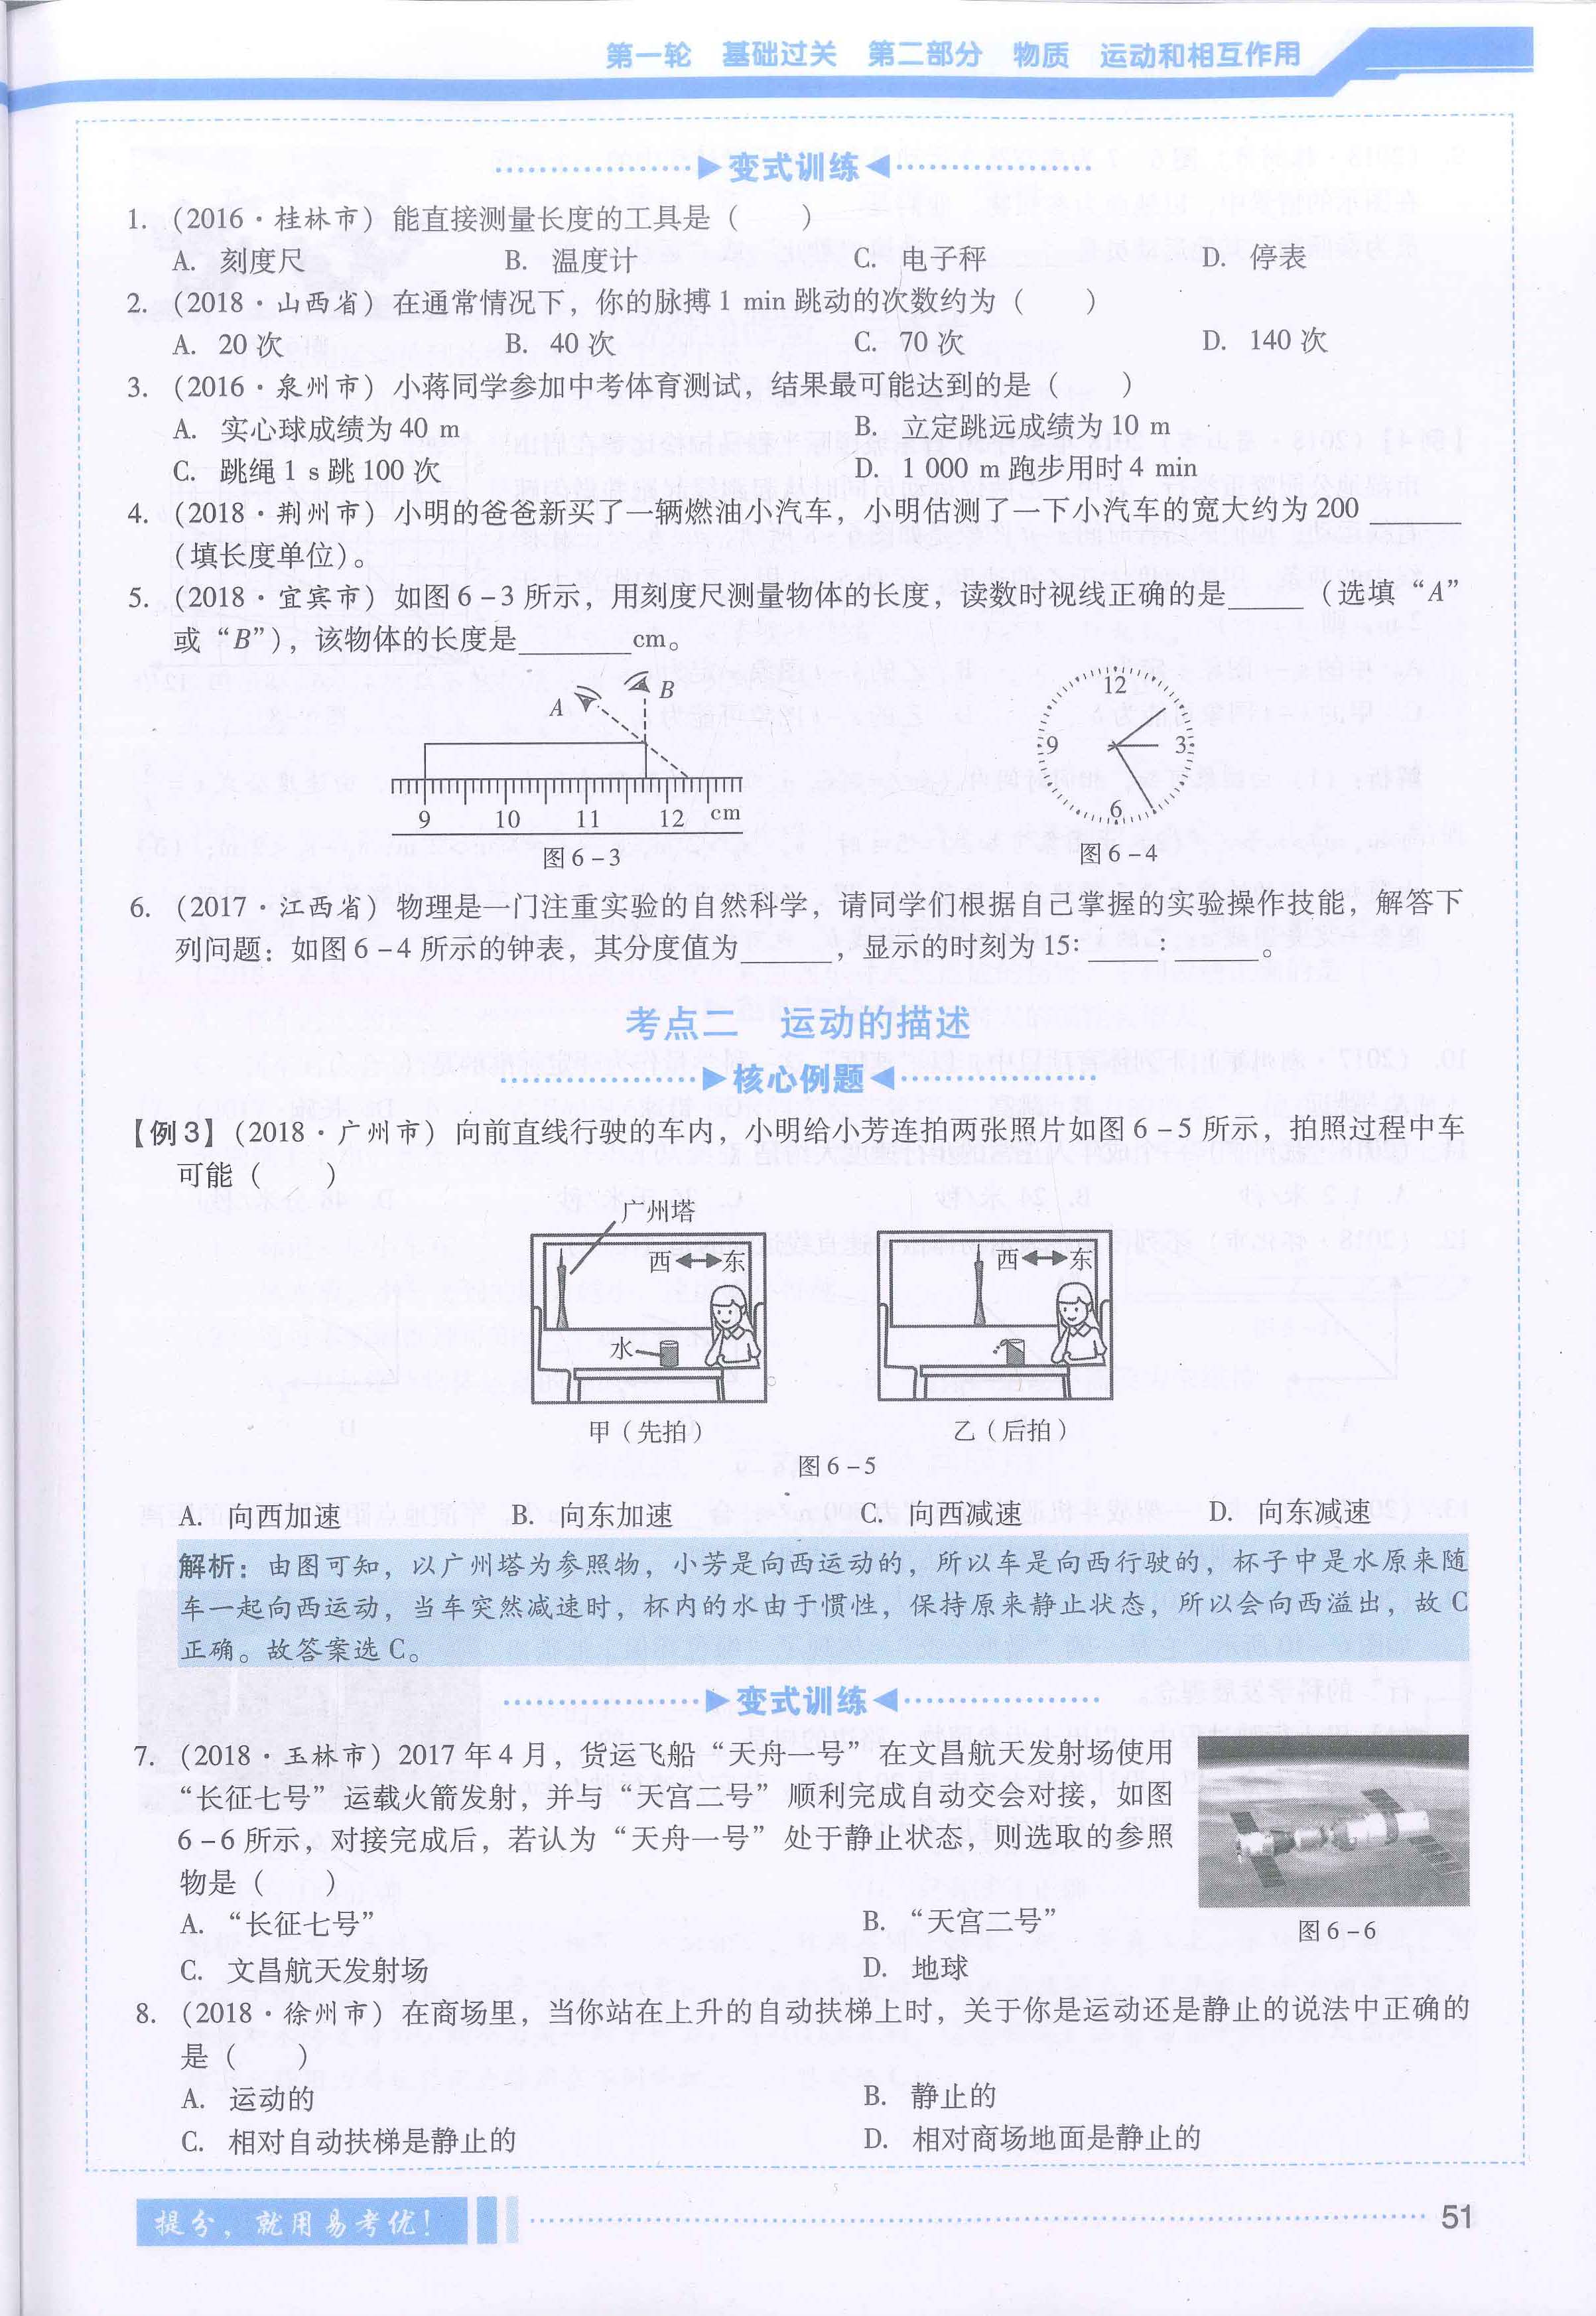 第一轮 基础过关 第二部分 物质 运动和相互作用
变式训练
1. (2016·桂林市) 能直接测量长度的工具是 (  )
A. 刻度尺 B. 温度计 C. 电子秤 D. 停表
2. (2018·山西省) 在通常情况下，你的脉搏 1 min 跳动的次数约为 (  )
A. 20 次 B. 40 次 C. 70 次 D. 140 次
3. (2016·泉州市) 小蒋同学参加中考体育测试，结果最可能达到的是 (  )
A. 实心球成绩为 40 m B. 立定跳远成绩为 10 m
C. 跳绳 1 s 跳 100 次 D. 1 000 m 跑步用时 4 min
4. (2018·荆州市) 小明的爸爸新买了一辆燃油小汽车，小明估测了一下小汽车的宽大约为 200 ______
(填长度单位)。
5. (2018·宜宾市) 如图 6-3 所示，用刻度尺测量物体的长度，读数时视线正确的是_____ (选填“A”
或“B”)，该物体的长度是_______cm。
A B
9 10 11 12 cm
图 6-3
12
9 3
6
图 6-4
6. (2017·江西省) 物理是一门注重实验的自然科学，请同学们根据自己掌握的实验操作技能，解答下
列问题：如图 6-4 所示的钟表，其分度值为______，显示的时刻为 15: _____ : ______。
考点二 运动的描述
核心例题
【例 3】(2018·广州市) 向前直线行驶的车内，小明给小芳连拍两张照片如图 6-5 所示，拍照过程中车
可能 (  )
广州塔
西 东 西 东
水
甲 (先拍) 乙 (后拍)
图 6-5
A. 向西加速 B. 向东加速 C. 向西减速 D. 向东减速
解析：由图可知，以广州塔为参照物，小芳是向西运动的，所以车是向西行驶的，杯子中是水原来随
车一起向西运动，当车突然减速时，杯内的水由于惯性，保持原来静止状态，所以会向西溢出，故 C
正确。故答案选 C。
变式训练
7. (2018·玉林市) 2017 年 4 月，货运飞船“天舟一号”在文昌航天发射场使用
“长征七号”运载火箭发射，并与“天宫二号”顺利完成自动交会对接，如图
6-6 所示，对接完成后，若认为“天舟一号”处于静止状态，则选取的参照
物是 (  )
A. “长征七号” B. “天宫二号”
图 6-6
C. 文昌航天发射场 D. 地球
8. (2018·徐州市) 在商场里，当你站在上升的自动扶梯上时，关于你是运动还是静止的说法中正确的
是 (  )
A. 运动的 B. 静止的
C. 相对自动扶梯是静止的 D. 相对商场地面是静止的
提分，就用易考优！
51